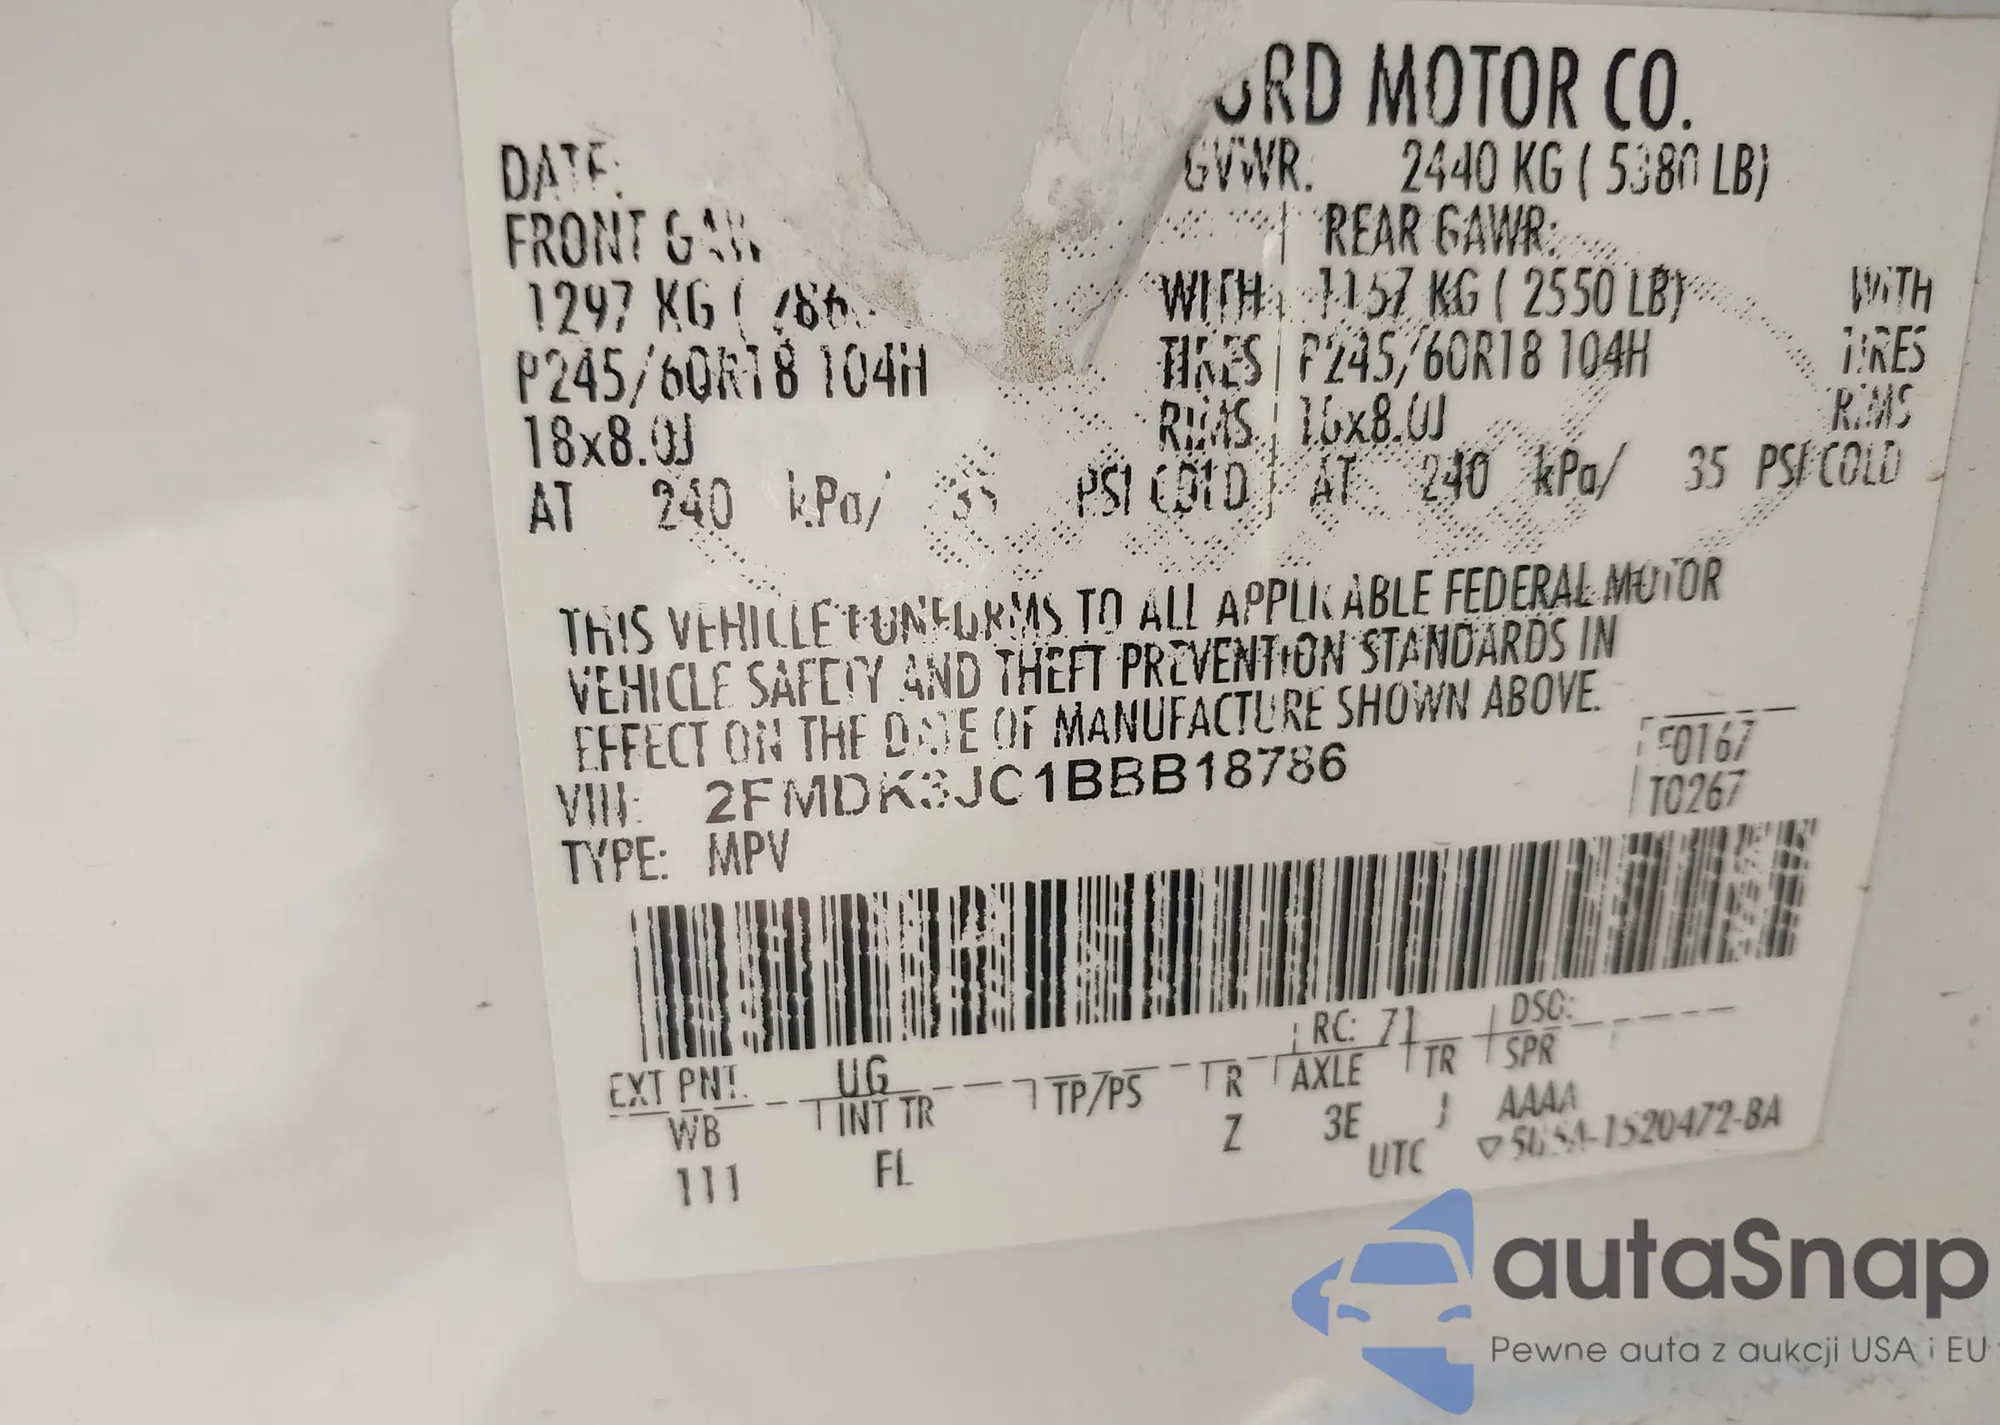 ORD MOTOR CO.
DATE: GVWR: 2440 KG ( 5380 LB)
FRONT GAW REAR GAWR:
1297 KG ( 286 WITH 1157 KG ( 2550 LB) WITH
P245/60R18 104H TIRES P245/60R18 104H TIRES
18x8.0J RIMS 18x8.0J RIMS
AT 240 kPa/ 35 PSI COLD AT 240 kPa/ 35 PSI COLD
THIS VEHICLE CONFORMS TO ALL APPLICABLE FEDERAL MOTOR
VEHICLE SAFETY AND THEFT PREVENTION STANDARDS IN
EFFECT ON THE DATE OF MANUFACTURE SHOWN ABOVE.
VIN: 2FMDK3JC1BBB18786 F0167
TYPE: MPV T0267
EXT PNT: UG RC: 71 DSO:
WB INT TR TP/PS R AXLE TR SPR
111 FL Z 3E J AAAA
UTC
autaSnap
Pewne auta z aukcji USA i EU